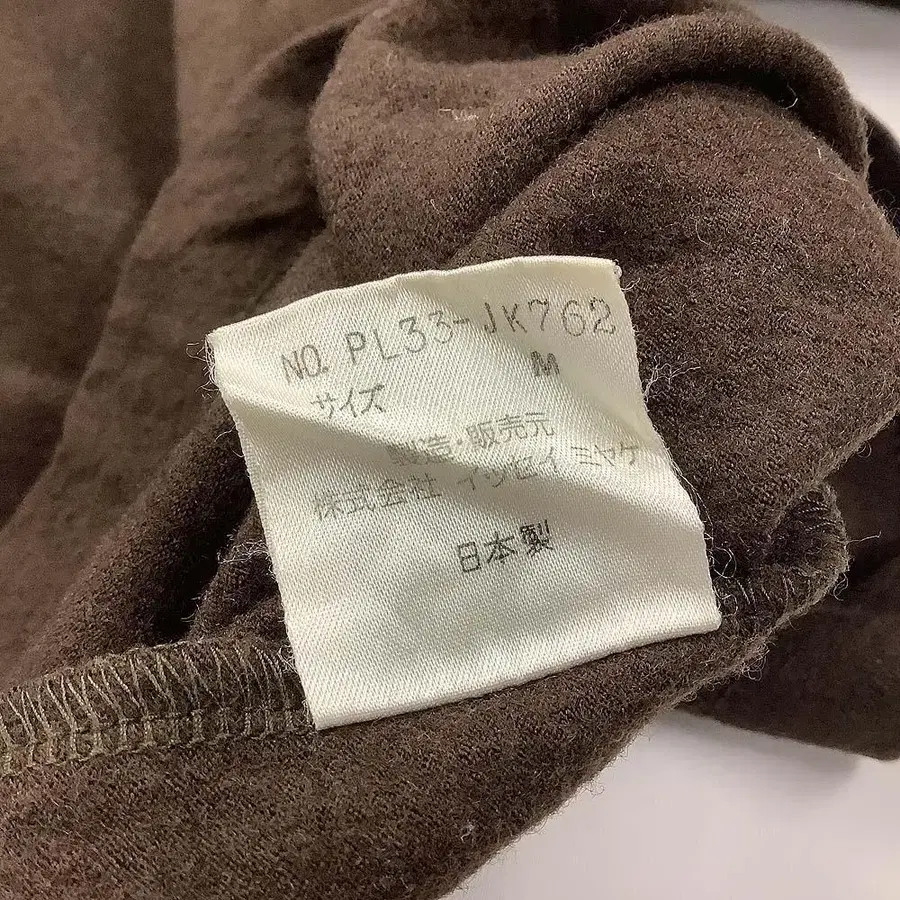 NO. PL33-JK762
サイズ M
製造・販売元
株式会社 イッセイ ミヤケ
日本製